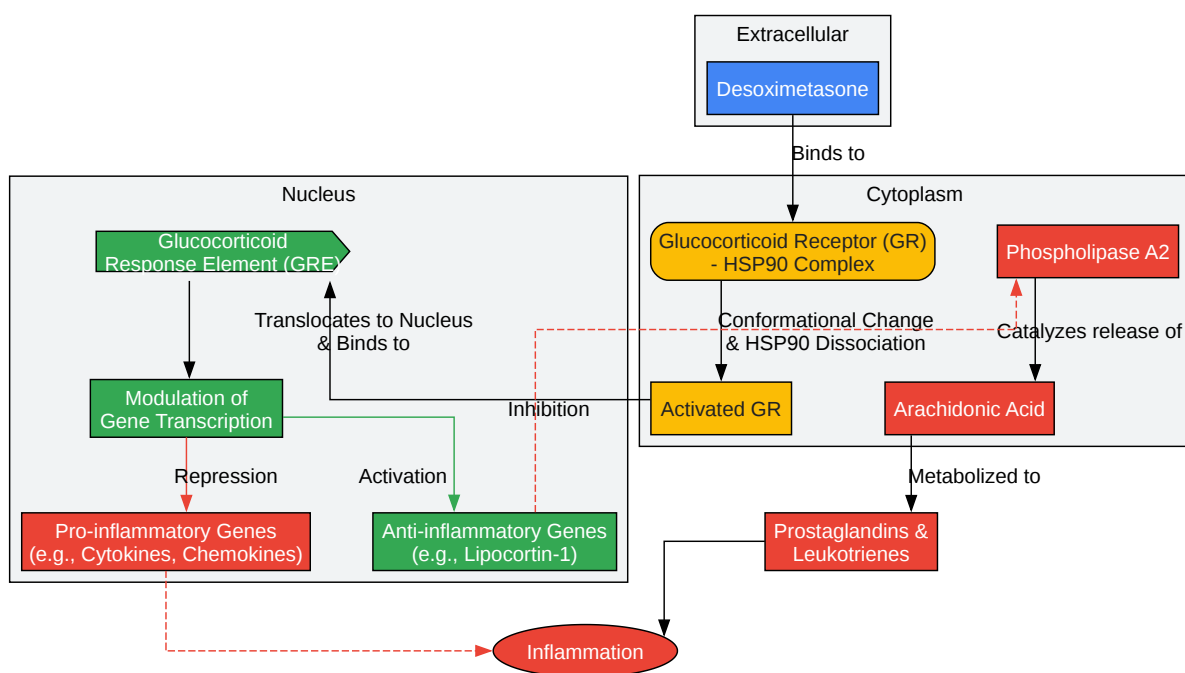 Extracellular
Desoximetasone
Binds to
Nucleus
Cytoplasm
Glucocorticoid
Response Element (GRE)
Glucocorticoid Receptor (GR)
- HSP90 Complex
Phospholipase A2
Translocates to Nucleus
& Binds to
Conformational Change
& HSP90 Dissociation
Catalyzes release of
Modulation of
Gene Transcription
Inhibition
Activated GR
Arachidonic Acid
Repression
Activation
Metabolized to
Pro-inflammatory Genes
(e.g., Cytokines, Chemokines)
Anti-inflammatory Genes
(e.g., Lipocortin-1)
Prostaglandins &
Leukotrienes
Inflammation